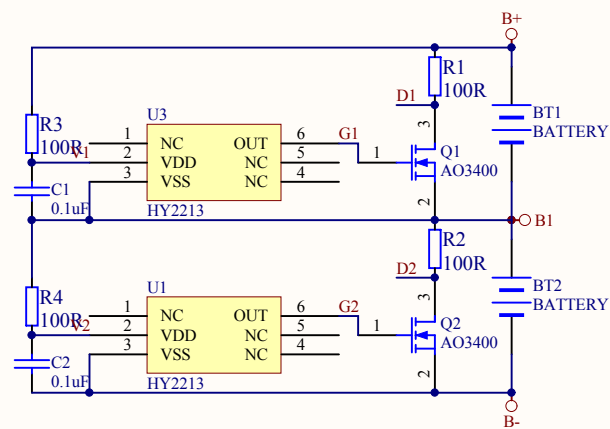 B+
R1
100R
D1
BT1
BATTERY
U3
R3
100R
V1
1 NC OUT 6 G1
2 VDD NC 5
3 VSS NC 4
HY2213
3
1
Q1
AO3400
2
C1
0.1uF
B1
R2
100R
D2
BT2
BATTERY
U1
R4
100R
V2
1 NC OUT 6 G2
2 VDD NC 5
3 VSS NC 4
HY2213
3
1
Q2
AO3400
2
C2
0.1uF
B-